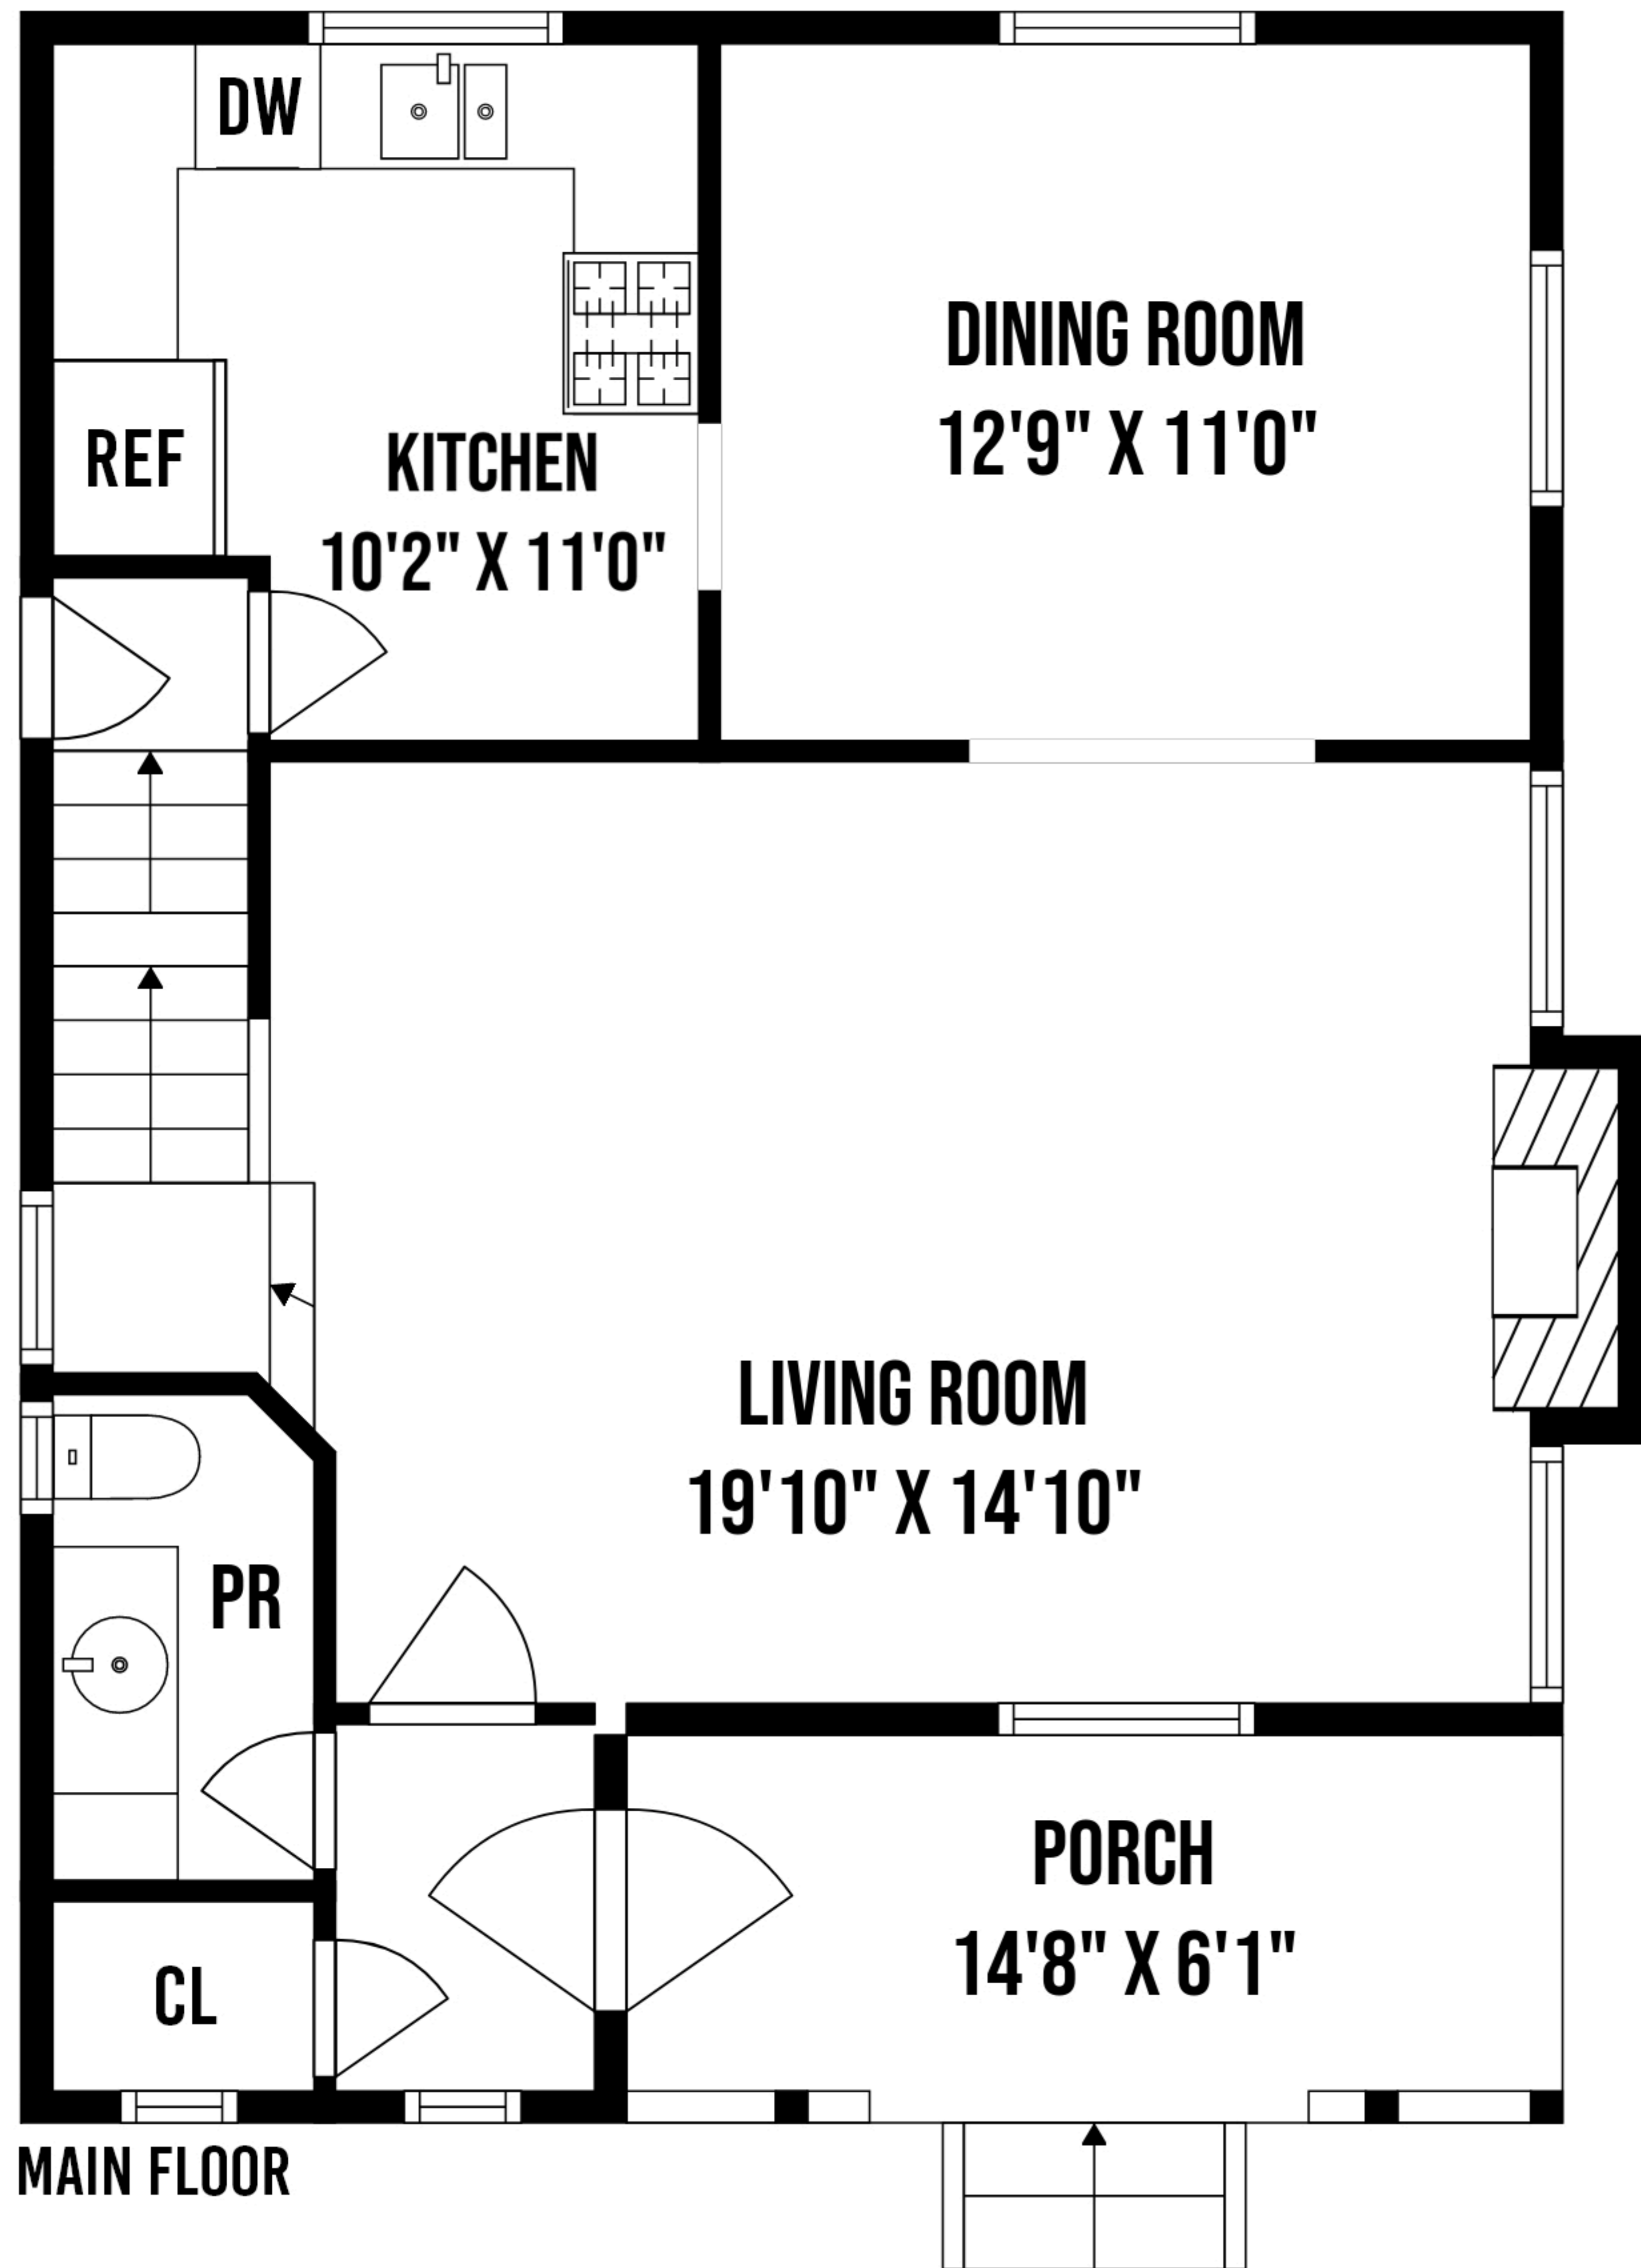 DW
DINING ROOM
12'9" X 11'0"
REF
KITCHEN
10'2" X 11'0"
LIVING ROOM
19'10" X 14'10"
PR
PORCH
14'8" X 6'1"
CL
MAIN FLOOR